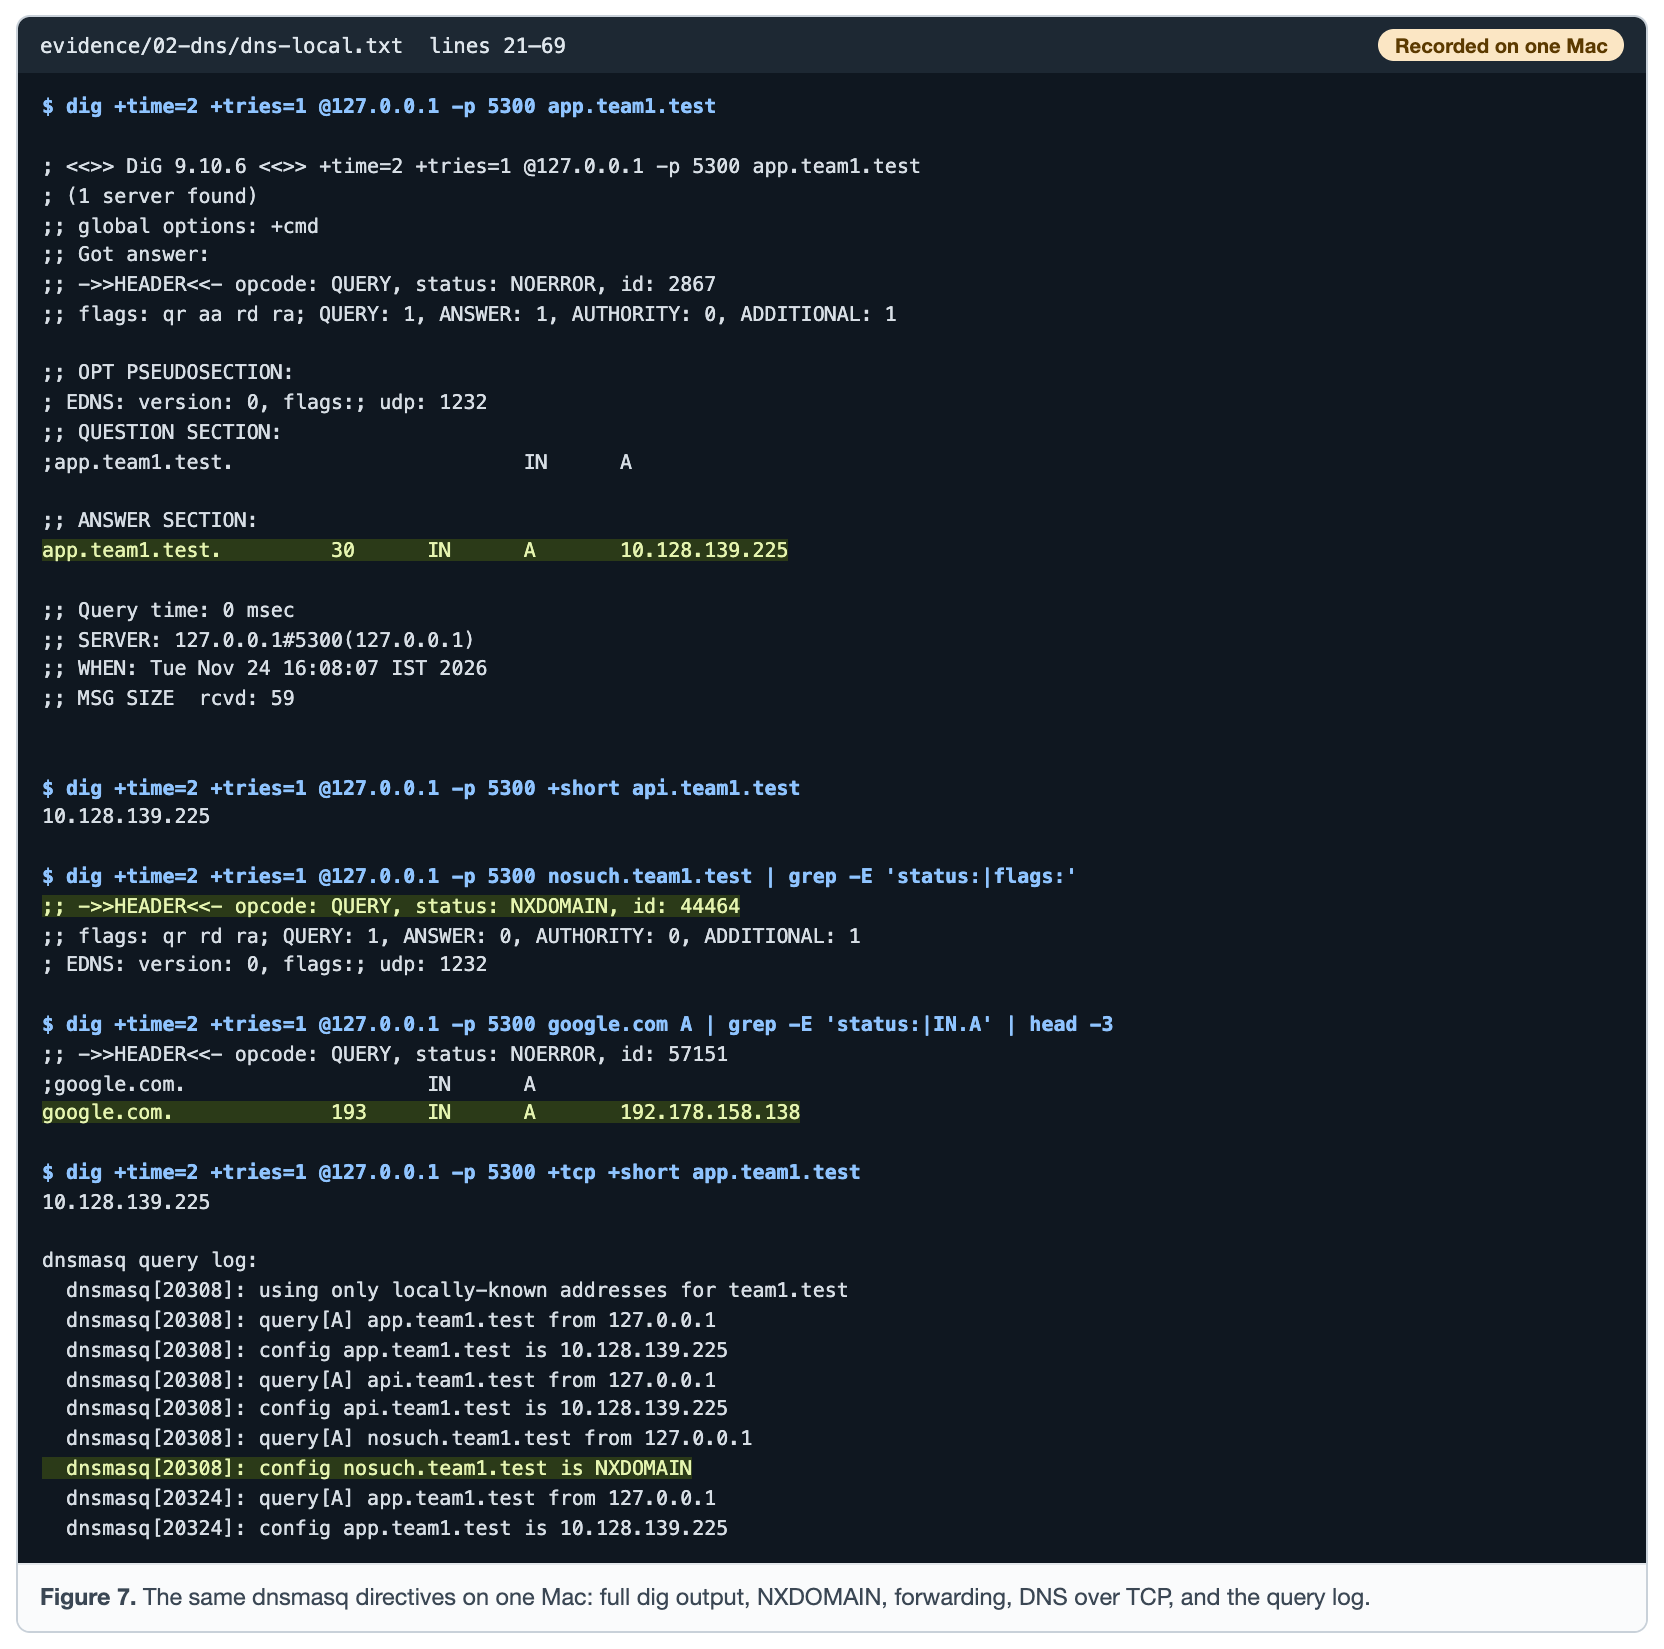 evidence/02-dns/dns-local.txt  lines 21–69
Recorded on one Mac
$ dig +time=2 +tries=1 @127.0.0.1 -p 5300 app.team1.test
; <<>> DiG 9.10.6 <<>> +time=2 +tries=1 @127.0.0.1 -p 5300 app.team1.test
; (1 server found)
;; global options: +cmd
;; Got answer:
;; ->>HEADER<<- opcode: QUERY, status: NOERROR, id: 2867
;; flags: qr aa rd ra; QUERY: 1, ANSWER: 1, AUTHORITY: 0, ADDITIONAL: 1
;; OPT PSEUDOSECTION:
; EDNS: version: 0, flags:; udp: 1232
;; QUESTION SECTION:
;app.team1.test.			IN	A
;; ANSWER SECTION:
app.team1.test.		30	IN	A	10.128.139.225
;; Query time: 0 msec
;; SERVER: 127.0.0.1#5300(127.0.0.1)
;; WHEN: Tue Nov 24 16:08:07 IST 2026
;; MSG SIZE  rcvd: 59
$ dig +time=2 +tries=1 @127.0.0.1 -p 5300 +short api.team1.test
10.128.139.225
$ dig +time=2 +tries=1 @127.0.0.1 -p 5300 nosuch.team1.test | grep -E 'status:|flags:'
;; ->>HEADER<<- opcode: QUERY, status: NXDOMAIN, id: 44464
;; flags: qr rd ra; QUERY: 1, ANSWER: 0, AUTHORITY: 0, ADDITIONAL: 1
; EDNS: version: 0, flags:; udp: 1232
$ dig +time=2 +tries=1 @127.0.0.1 -p 5300 google.com A | grep -E 'status:|IN.A' | head -3
;; ->>HEADER<<- opcode: QUERY, status: NOERROR, id: 57151
;google.com.			IN	A
google.com.		193	IN	A	192.178.158.138
$ dig +time=2 +tries=1 @127.0.0.1 -p 5300 +tcp +short app.team1.test
10.128.139.225
dnsmasq query log:
  dnsmasq[20308]: using only locally-known addresses for team1.test
  dnsmasq[20308]: query[A] app.team1.test from 127.0.0.1
  dnsmasq[20308]: config app.team1.test is 10.128.139.225
  dnsmasq[20308]: query[A] api.team1.test from 127.0.0.1
  dnsmasq[20308]: config api.team1.test is 10.128.139.225
  dnsmasq[20308]: query[A] nosuch.team1.test from 127.0.0.1
  dnsmasq[20308]: config nosuch.team1.test is NXDOMAIN
  dnsmasq[20324]: query[A] app.team1.test from 127.0.0.1
  dnsmasq[20324]: config app.team1.test is 10.128.139.225
Figure 7. The same dnsmasq directives on one Mac: full dig output, NXDOMAIN, forwarding, DNS over TCP, and the query log.